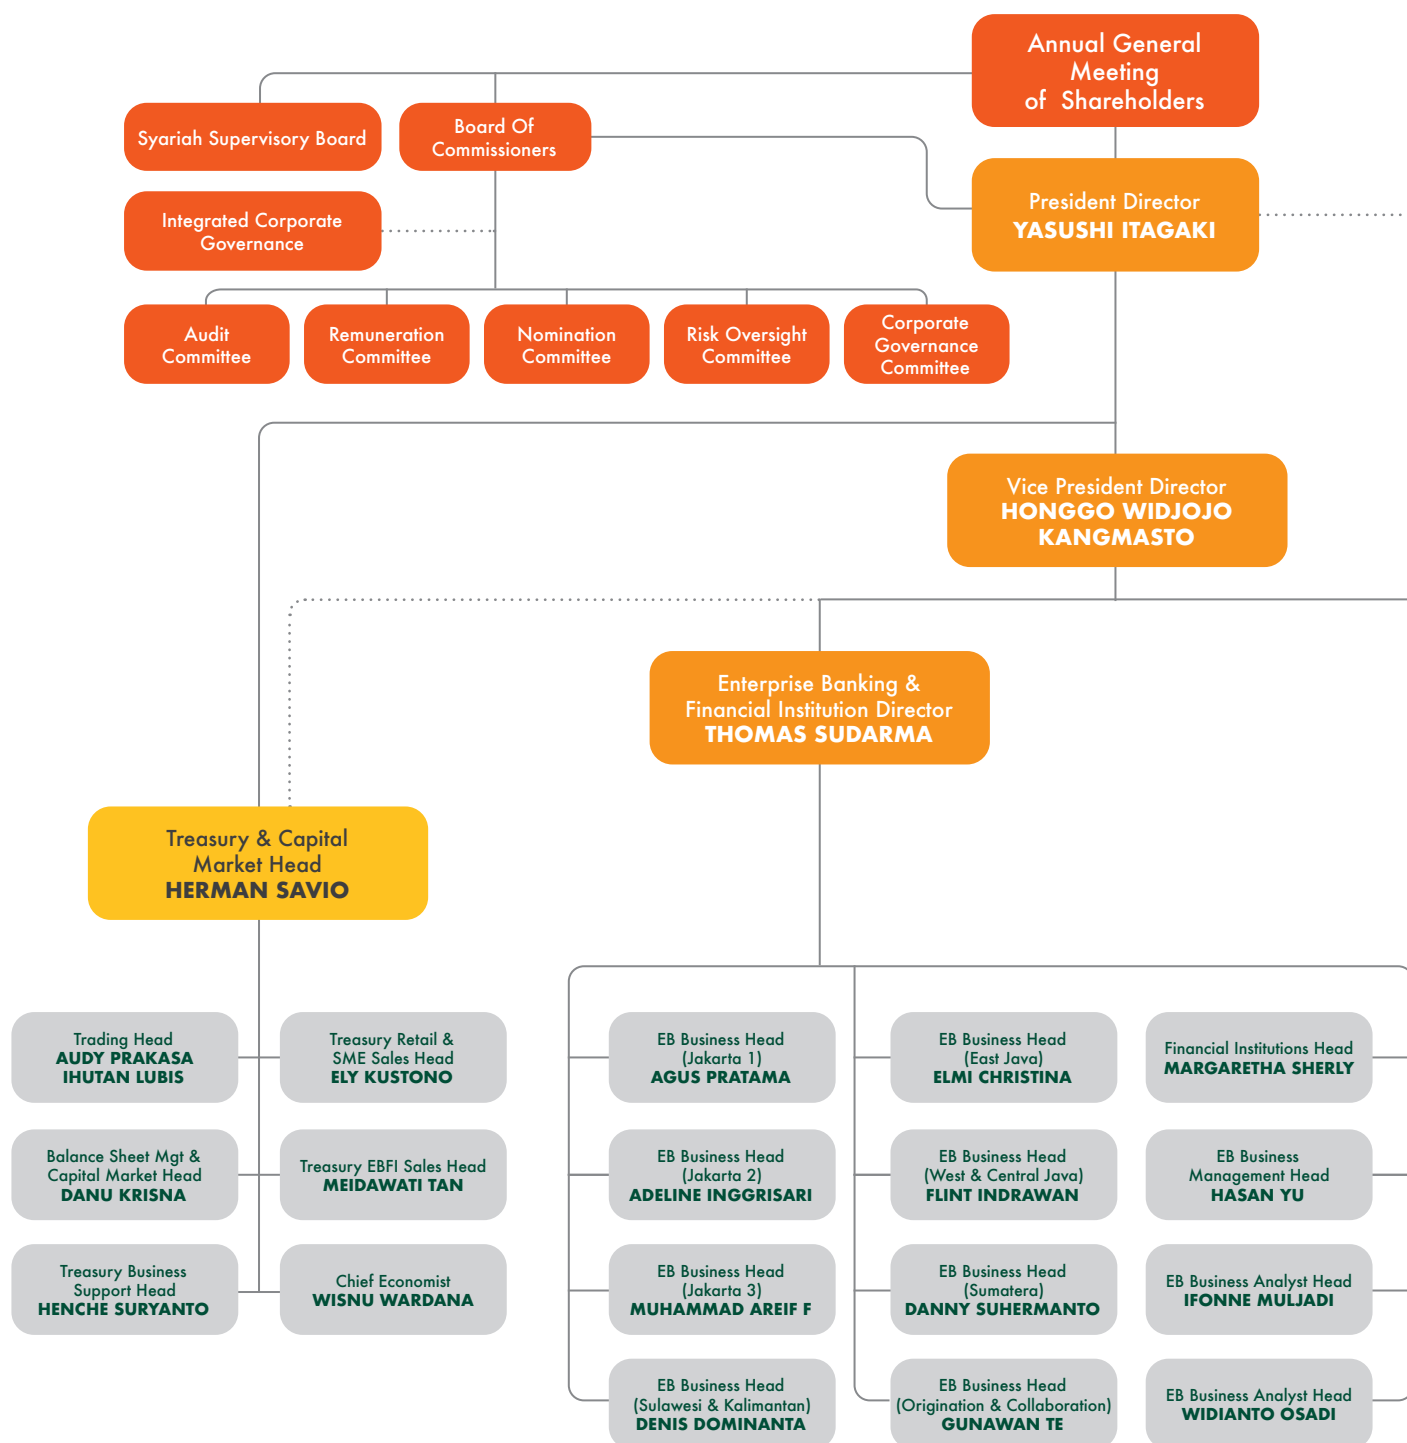 Annual General
Meeting
of Shareholders
Syariah Supervisory Board
Board Of
Commissioners
President Director
YASUSHI ITAGAKI
Integrated Corporate
Governance
Audit
Committee
Remuneration
Committee
Nomination
Committee
Risk Oversight
Committee
Corporate
Governance
Committee
Vice President Director
HONGGO WIDJOJO
KANGMASTO
Enterprise Banking &
Financial Institution Director
THOMAS SUDARMA
Treasury & Capital
Market Head
HERMAN SAVIO
Trading Head
AUDY PRAKASA
IHUTAN LUBIS
Treasury Retail &
SME Sales Head
ELY KUSTONO
EB Business Head
(Jakarta 1)
AGUS PRATAMA
EB Business Head
(East Java)
ELMI CHRISTINA
Financial Institutions Head
MARGARETHA SHERLY
Balance Sheet Mgt &
Capital Market Head
DANU KRISNA
Treasury EBFI Sales Head
MEIDAWATI TAN
EB Business Head
(Jakarta 2)
ADELINE INGGRISARI
EB Business Head
(West & Central Java)
FLINT INDRAWAN
EB Business
Management Head
HASAN YU
Treasury Business
Support Head
HENCHE SURYANTO
Chief Economist
WISNU WARDANA
EB Business Head
(Jakarta 3)
MUHAMMAD AREIF F
EB Business Head
(Sumatera)
DANNY SUHERMANTO
EB Business Analyst Head
IFONNE MULJADI
EB Business Head
(Sulawesi & Kalimantan)
DENIS DOMINANTA
EB Business Head
(Origination & Collaboration)
GUNAWAN TE
EB Business Analyst Head
WIDIANTO OSADI